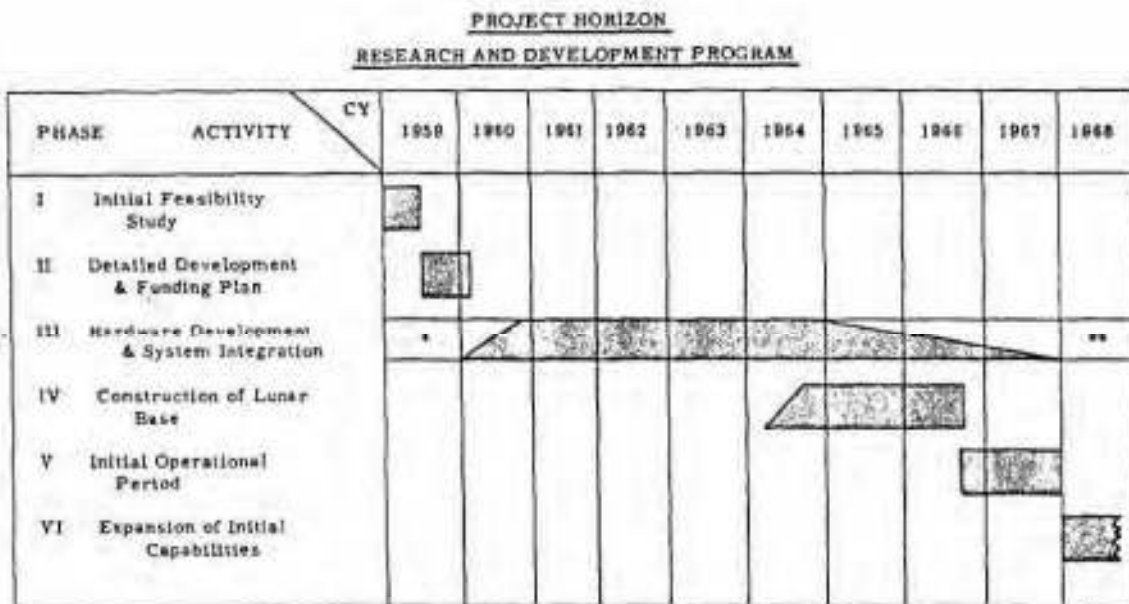 PROJECT HORIZON
RESEARCH AND DEVELOPMENT PROGRAM
PHASE ACTIVITY CY 1959 1960 1961 1962 1963 1964 1965 1966 1967 1968
I Initial Feasibility
Study
II Detailed Development
& Funding Plan
III Hardware Development * **
& System Integration
IV Construction of Lunar
Base
V Initial Operational
Period
VI Expansion of Initial
Capabilities